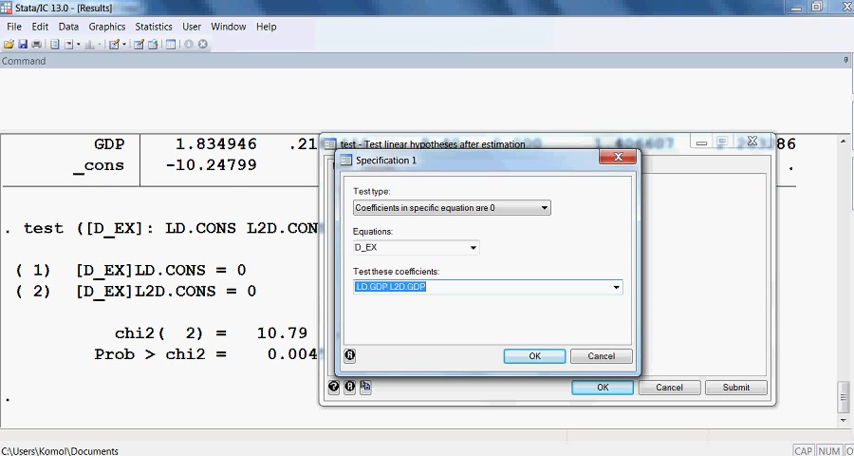 Stata/IC 13.0 - [Results]
File Edit Data Graphics Statistics User Window Help
Command
GDP 1.834946 .21
_cons -10.24799 .
test - Test linear hypotheses after estimation
. test ([D_EX]: LD.CONS L2D.CON
( 1) [D_EX]LD.CONS = 0
( 2) [D_EX]L2D.CONS = 0
chi2( 2) = 10.79
Prob > chi2 = 0.004
.
Specification 1
Test type:
Coefficients in specific equation are 0
Equations:
D_EX
Test these coefficients:
LD.GDP L2D.GDP
OK Cancel
OK Cancel Submit
C:\Users\Komol\Documents
CAP NUM